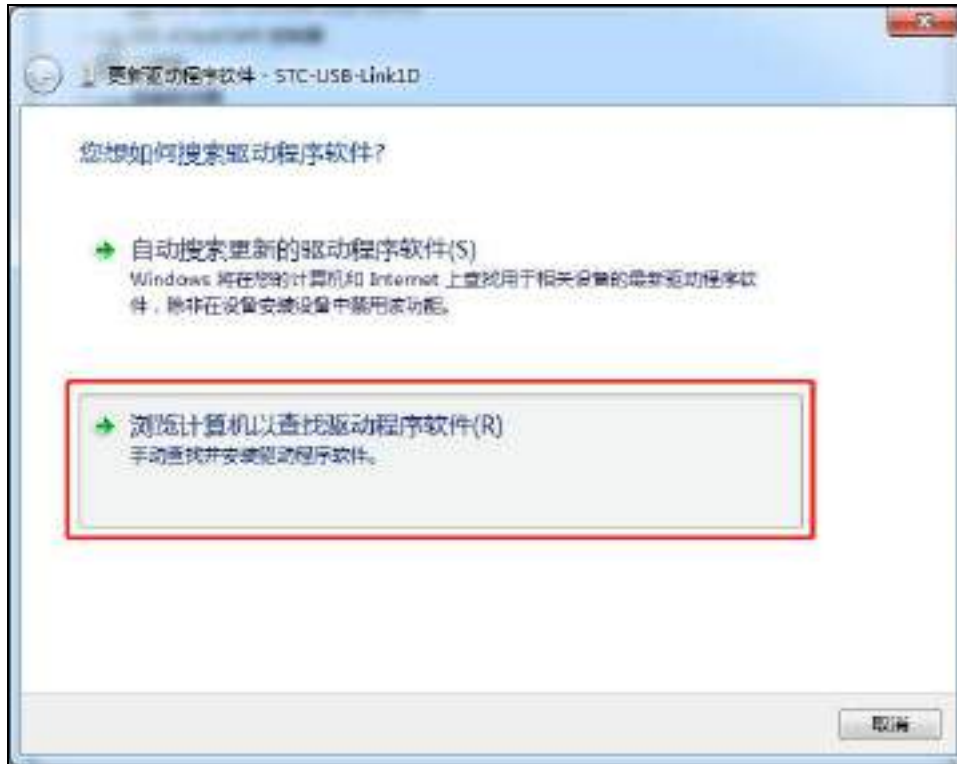 更新驱动程序软件 - STC-USB-Link1D
您想如何搜索驱动程序软件?
自动搜索更新的驱动程序软件(S)
Windows 将在您的计算机和 Internet 上查找用于相关设备的最新驱动程序软
件，除非在设备安装设置中禁用该功能。
浏览计算机以查找驱动程序软件(R)
手动查找并安装驱动程序软件。
取消